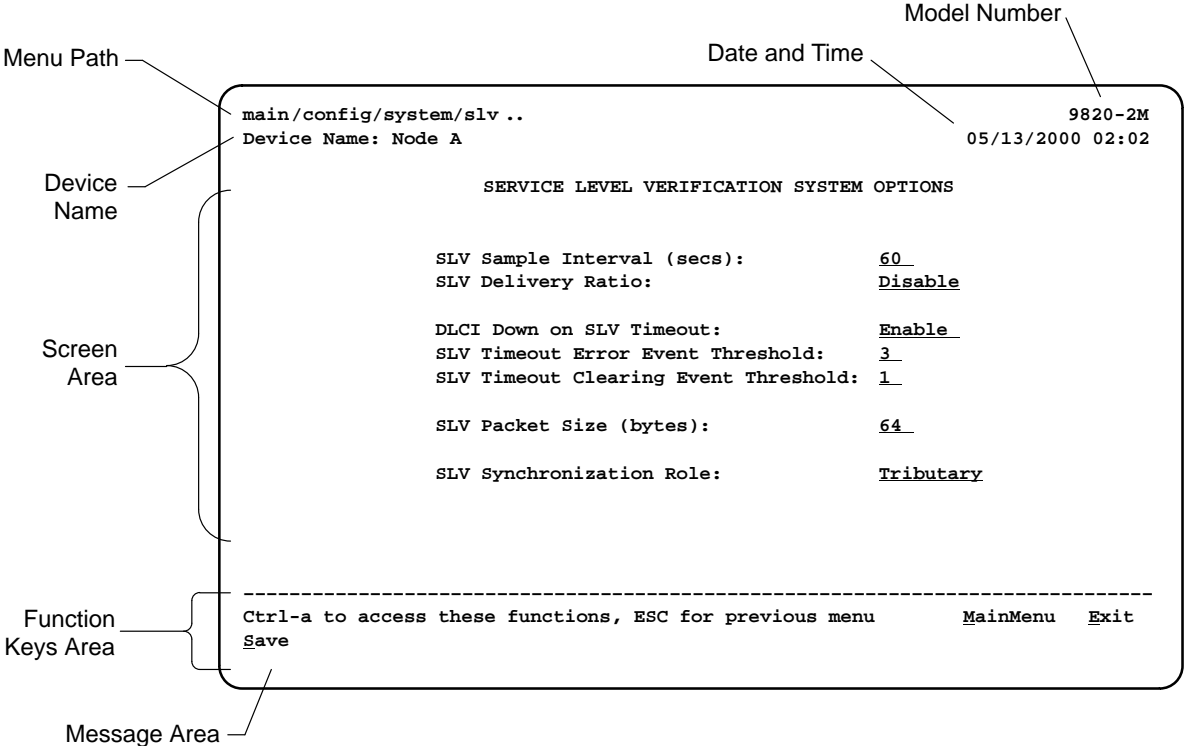 Model Number
Date and Time
Menu Path
main/config/system/slv .. 9820-2M
Device Name: Node A 05/13/2000 02:02
Device
Name
SERVICE LEVEL VERIFICATION SYSTEM OPTIONS
SLV Sample Interval (secs): 60
SLV Delivery Ratio: Disable
DLCI Down on SLV Timeout: Enable
Screen
Area
SLV Timeout Error Event Threshold: 3
SLV Timeout Clearing Event Threshold: 1
SLV Packet Size (bytes): 64
SLV Synchronization Role: Tributary
Function
Keys Area
Ctrl-a to access these functions, ESC for previous menu MainMenu Exit
Save
Message Area